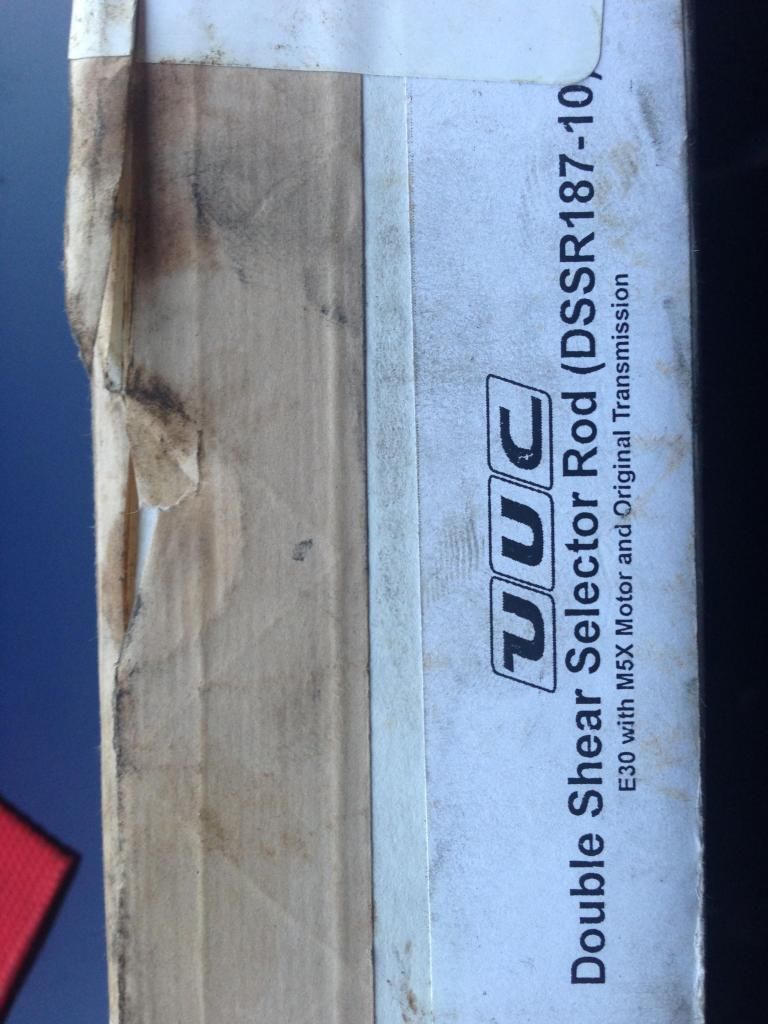 UUC
Double Shear Selector Rod (DSSR187-10)
E30 with M5X Motor and Original Transmission